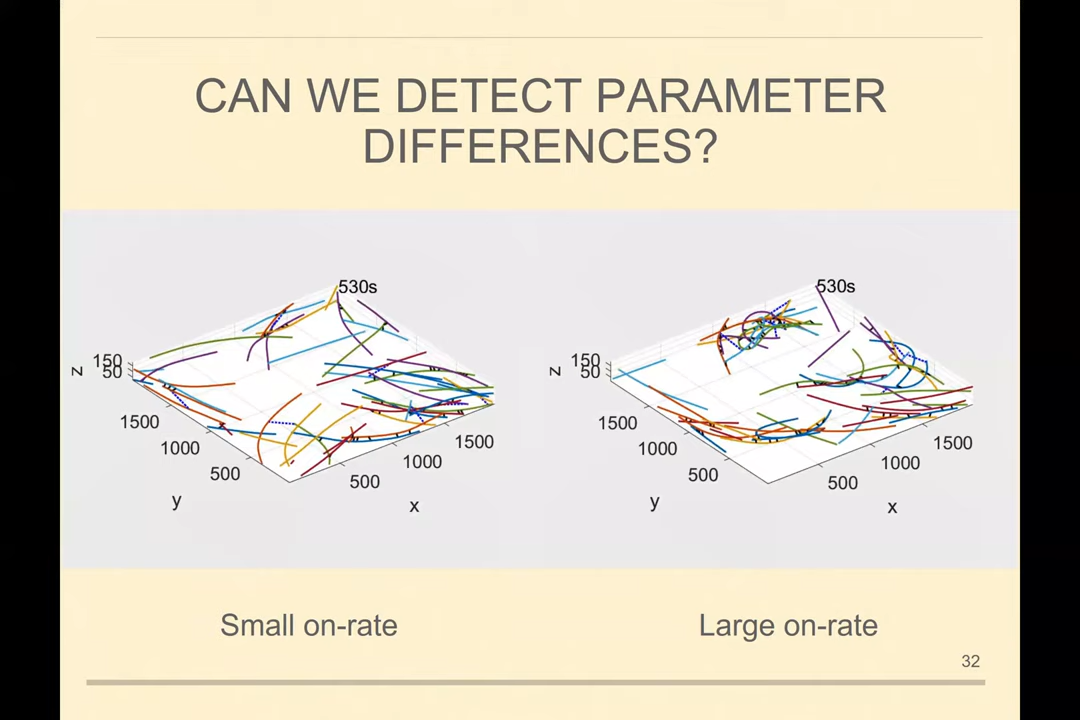 CAN WE DETECT PARAMETER
DIFFERENCES?
530s
z
150
50
1500
1000
500
y
500
1000
1500
x
530s
z
150
50
1500
1000
500
y
500
1000
1500
x
Small on-rate
Large on-rate
32